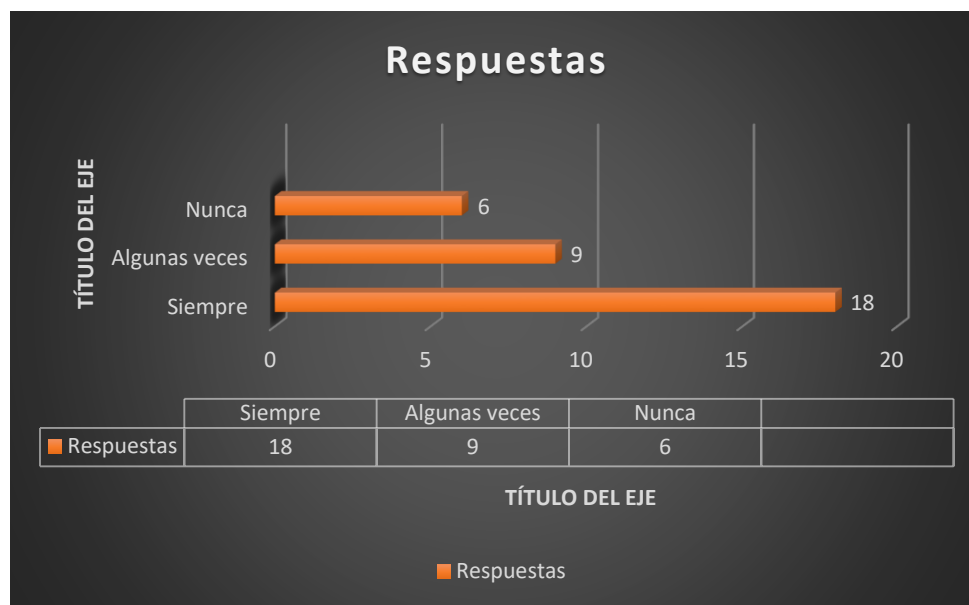 Respuestas
TÍTULO DEL EJE
Nunca
6
Algunas veces
9
Siempre
18
0 5 10 15 20
Siempre Algunas veces Nunca
Respuestas 18 9 6
TÍTULO DEL EJE
Respuestas